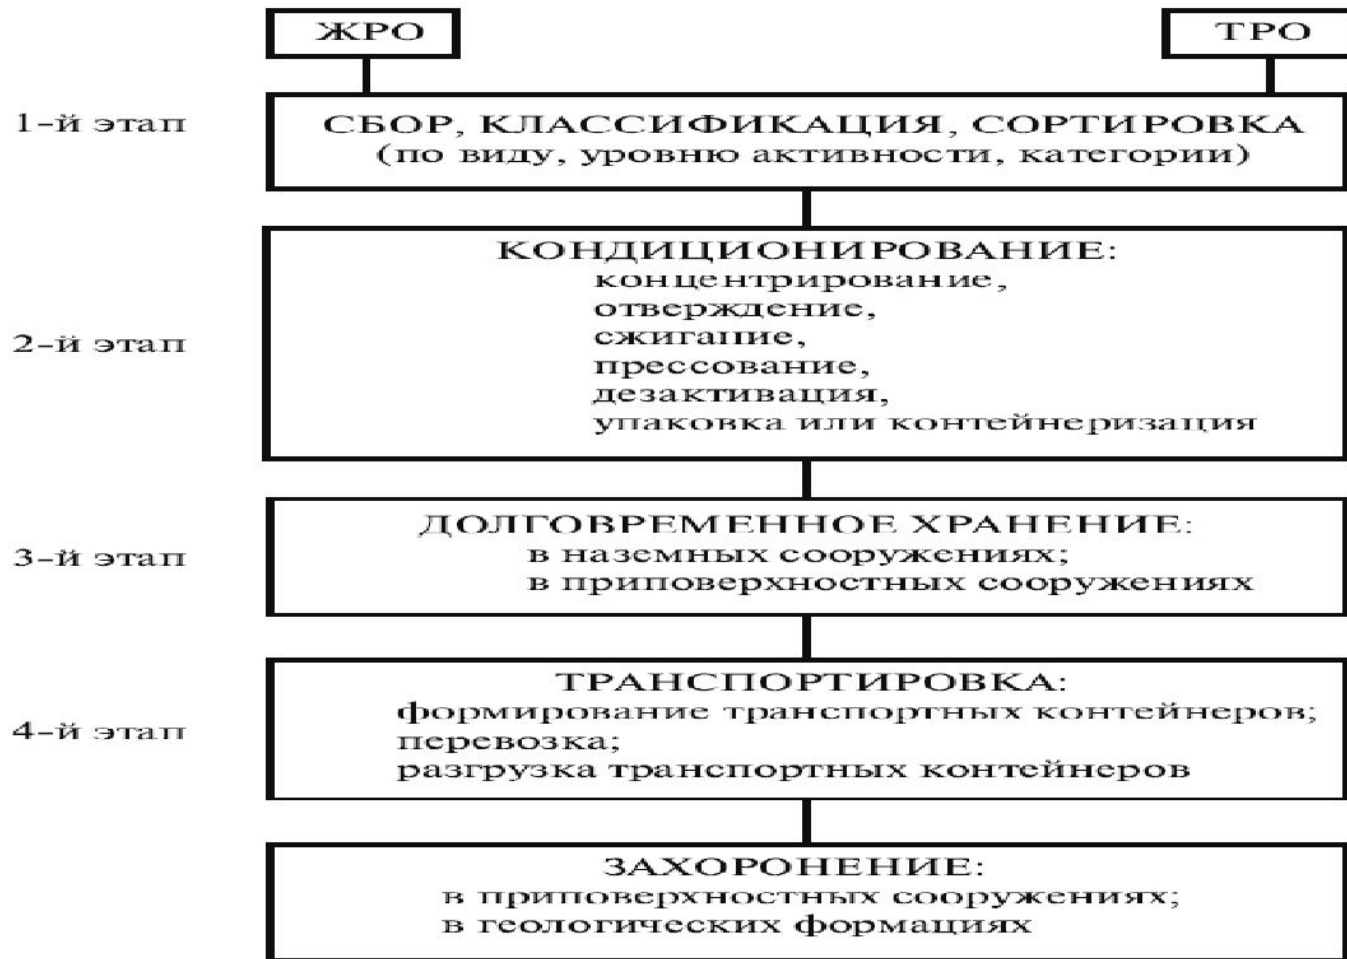 ЖРО
ТРО
1-й этап
СБОР, КЛАССИФИКАЦИЯ, СОРТИРОВКА
(по виду, уровню активности, категории)
2-й этап
КОНДИЦИОНИРОВАНИЕ:
концентрирование,
отверждение,
сжигание,
прессование,
дезактивация,
упаковка или контейнеризация
3-й этап
ДОЛГОВРЕМЕННОЕ ХРАНЕНИЕ:
в наземных сооружениях;
в приповерхностных сооружениях
4-й этап
ТРАНСПОРТИРОВКА:
формирование транспортных контейнеров;
перевозка;
разгрузка транспортных контейнеров
ЗАХОРОНЕНИЕ:
в приповерхностных сооружениях;
в геологических формациях